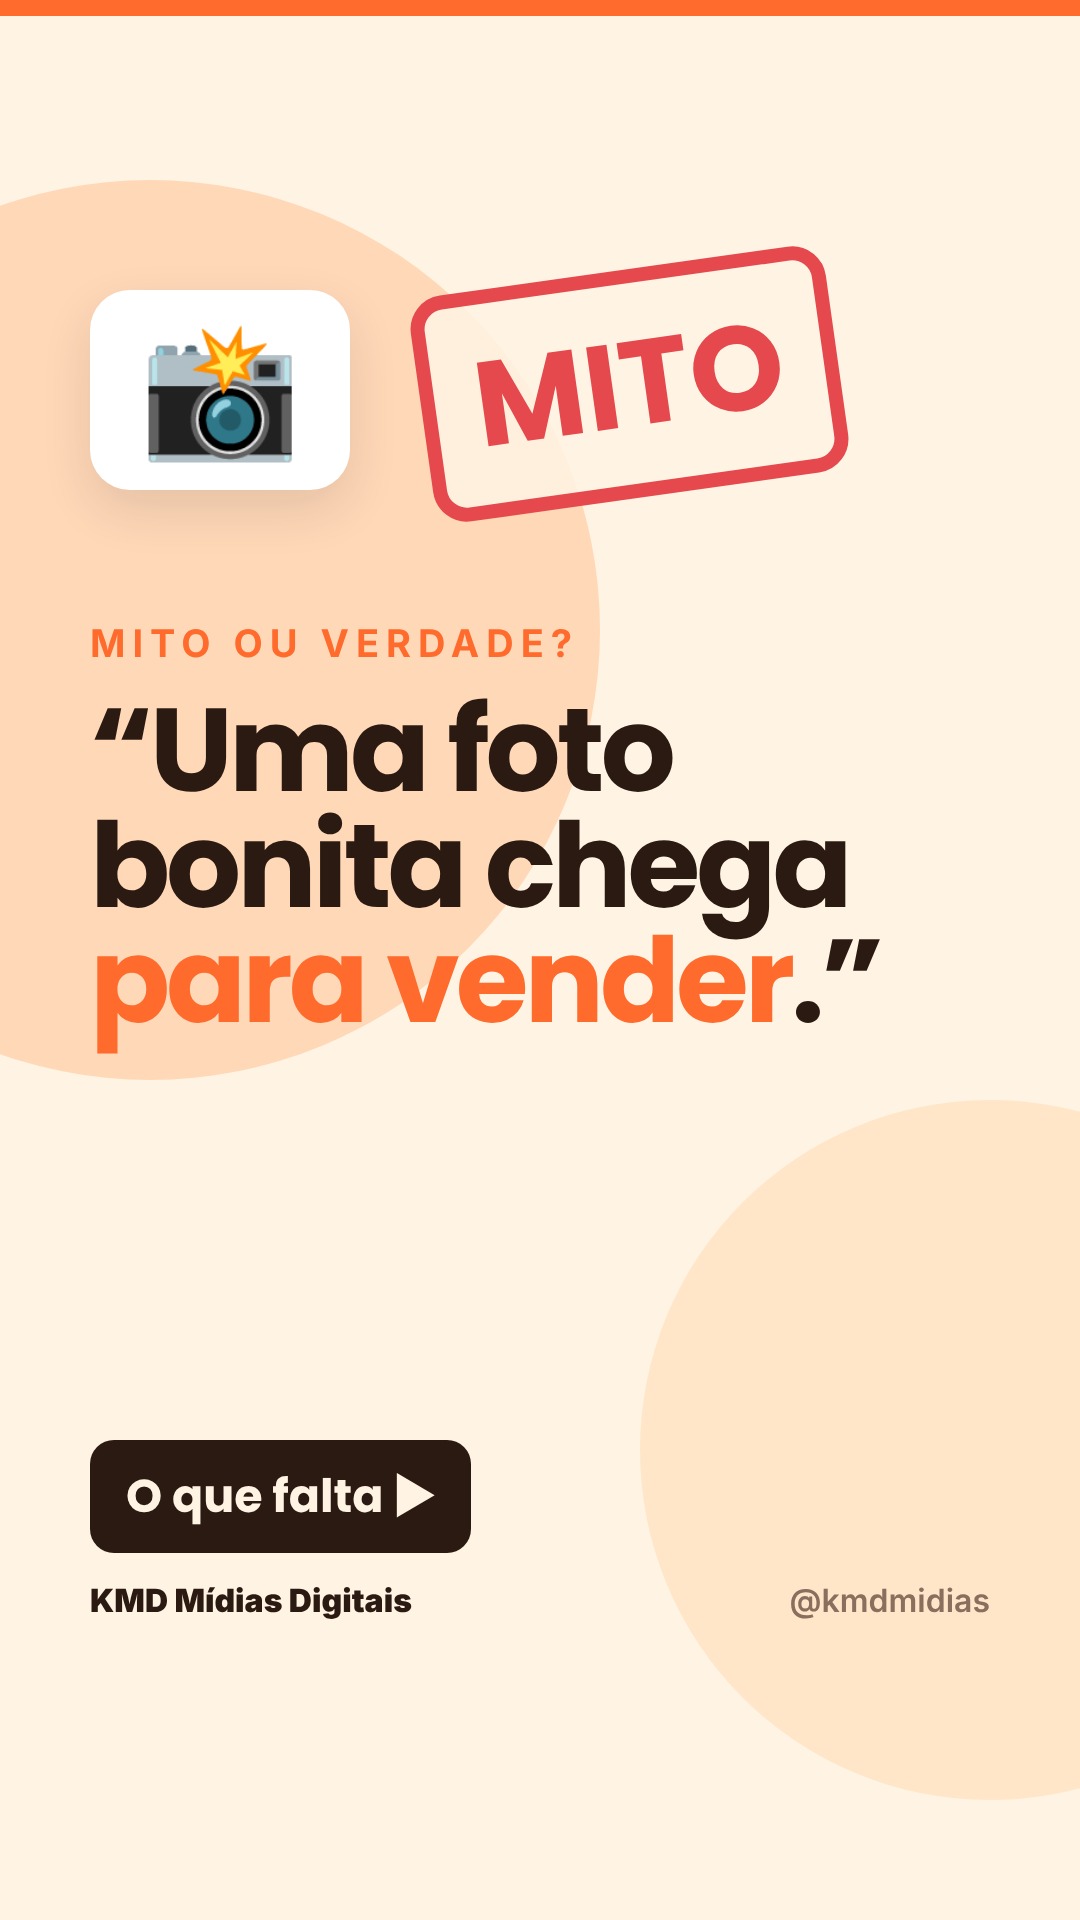 MITO
MITO OU VERDADE?
“Uma foto
bonita chega
para vender.”
O que falta ▶
KMD Mídias Digitais
@kmdmidias